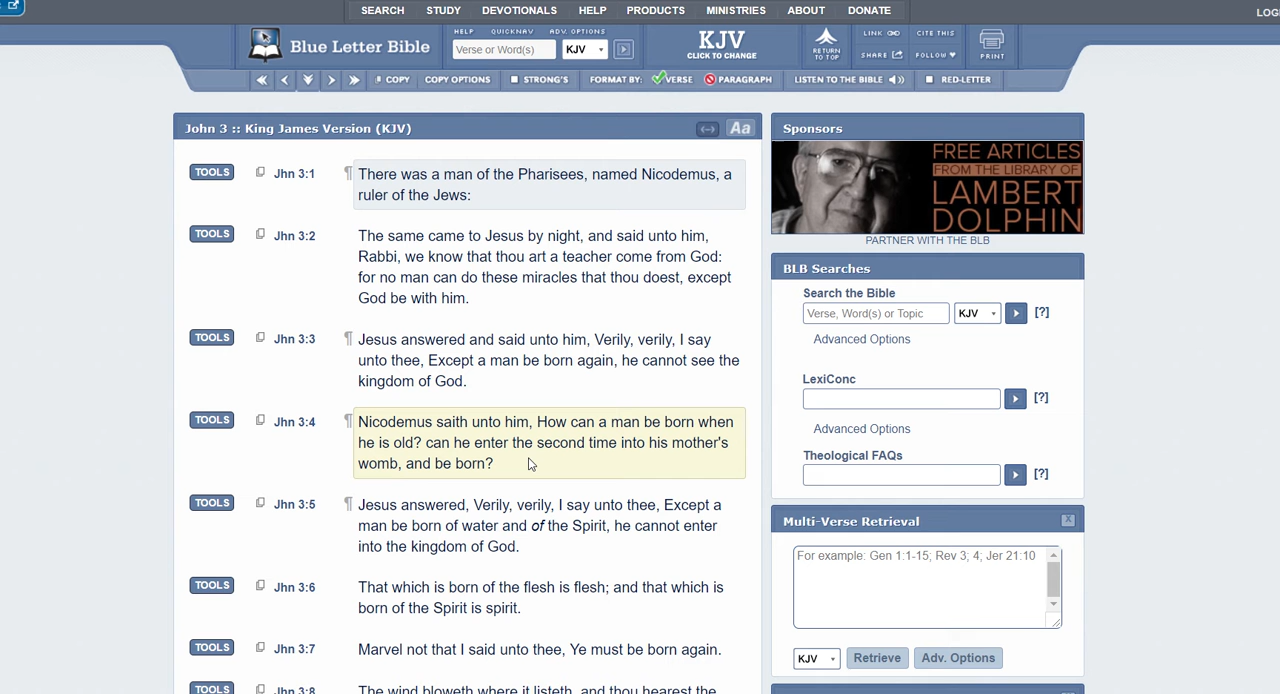 SEARCH STUDY DEVOTIONALS HELP PRODUCTS MINISTRIES ABOUT DONATE
Blue Letter Bible
HELP QUICKNAV ADV. OPTIONS
Verse or Word(s) KJV
KJV
CLICK TO CHANGE
RETURN
TO TOP
LINK CITE THIS
SHARE FOLLOW
PRINT
COPY COPY OPTIONS STRONG'S FORMAT BY: VERSE PARAGRAPH LISTEN TO THE BIBLE RED-LETTER
John 3 :: King James Version (KJV) Aa
TOOLS Jhn 3:1 ¶ There was a man of the Pharisees, named Nicodemus, a
ruler of the Jews:
TOOLS Jhn 3:2 The same came to Jesus by night, and said unto him,
Rabbi, we know that thou art a teacher come from God:
for no man can do these miracles that thou doest, except
God be with him.
TOOLS Jhn 3:3 ¶ Jesus answered and said unto him, Verily, verily, I say
unto thee, Except a man be born again, he cannot see the
kingdom of God.
TOOLS Jhn 3:4 ¶ Nicodemus saith unto him, How can a man be born when
he is old? can he enter the second time into his mother's
womb, and be born?
TOOLS Jhn 3:5 ¶ Jesus answered, Verily, verily, I say unto thee, Except a
man be born of water and of the Spirit, he cannot enter
into the kingdom of God.
TOOLS Jhn 3:6 That which is born of the flesh is flesh; and that which is
born of the Spirit is spirit.
TOOLS Jhn 3:7 Marvel not that I said unto thee, Ye must be born again.
TOOLS Jhn 3:8 The wind bloweth where it listeth, and thou hearest the
Sponsors
FREE ARTICLES
FROM THE LIBRARY OF
LAMBERT
DOLPHIN
PARTNER WITH THE BLB
BLB Searches
Search the Bible
Verse, Word(s) or Topic KJV [?]
Advanced Options
LexiConc
[?]
Advanced Options
Theological FAQs
[?]
Multi-Verse Retrieval X
For example: Gen 1:1-15; Rev 3; 4; Jer 21:10
KJV Retrieve Adv. Options